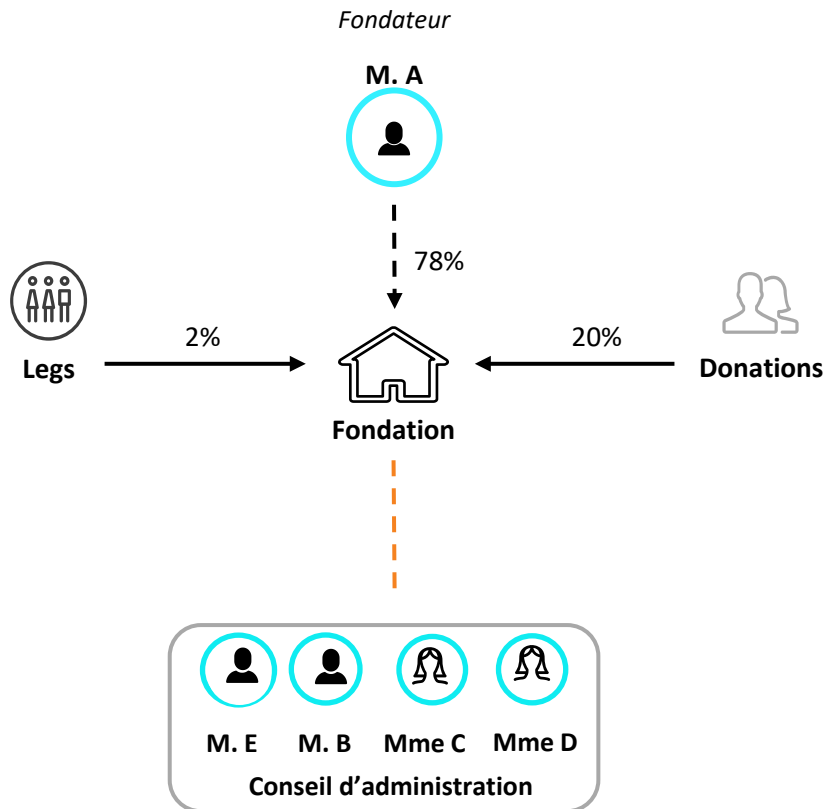 Fondateur
M. A
78%
2%
20%
Legs
Donations
Fondation
M. E
M. B
Mme C
Mme D
Conseil d’administration